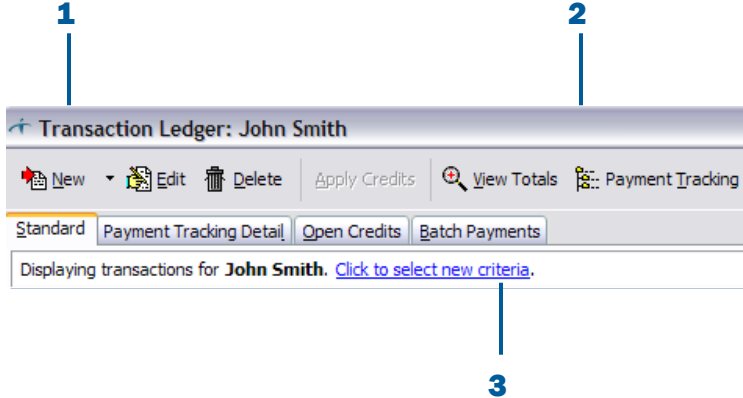 1 2
Transaction Ledger: John Smith
New Edit Delete Apply Credits View Totals Payment Tracking
Standard Payment Tracking Detail Open Credits Batch Payments
Displaying transactions for John Smith. Click to select new criteria.
3